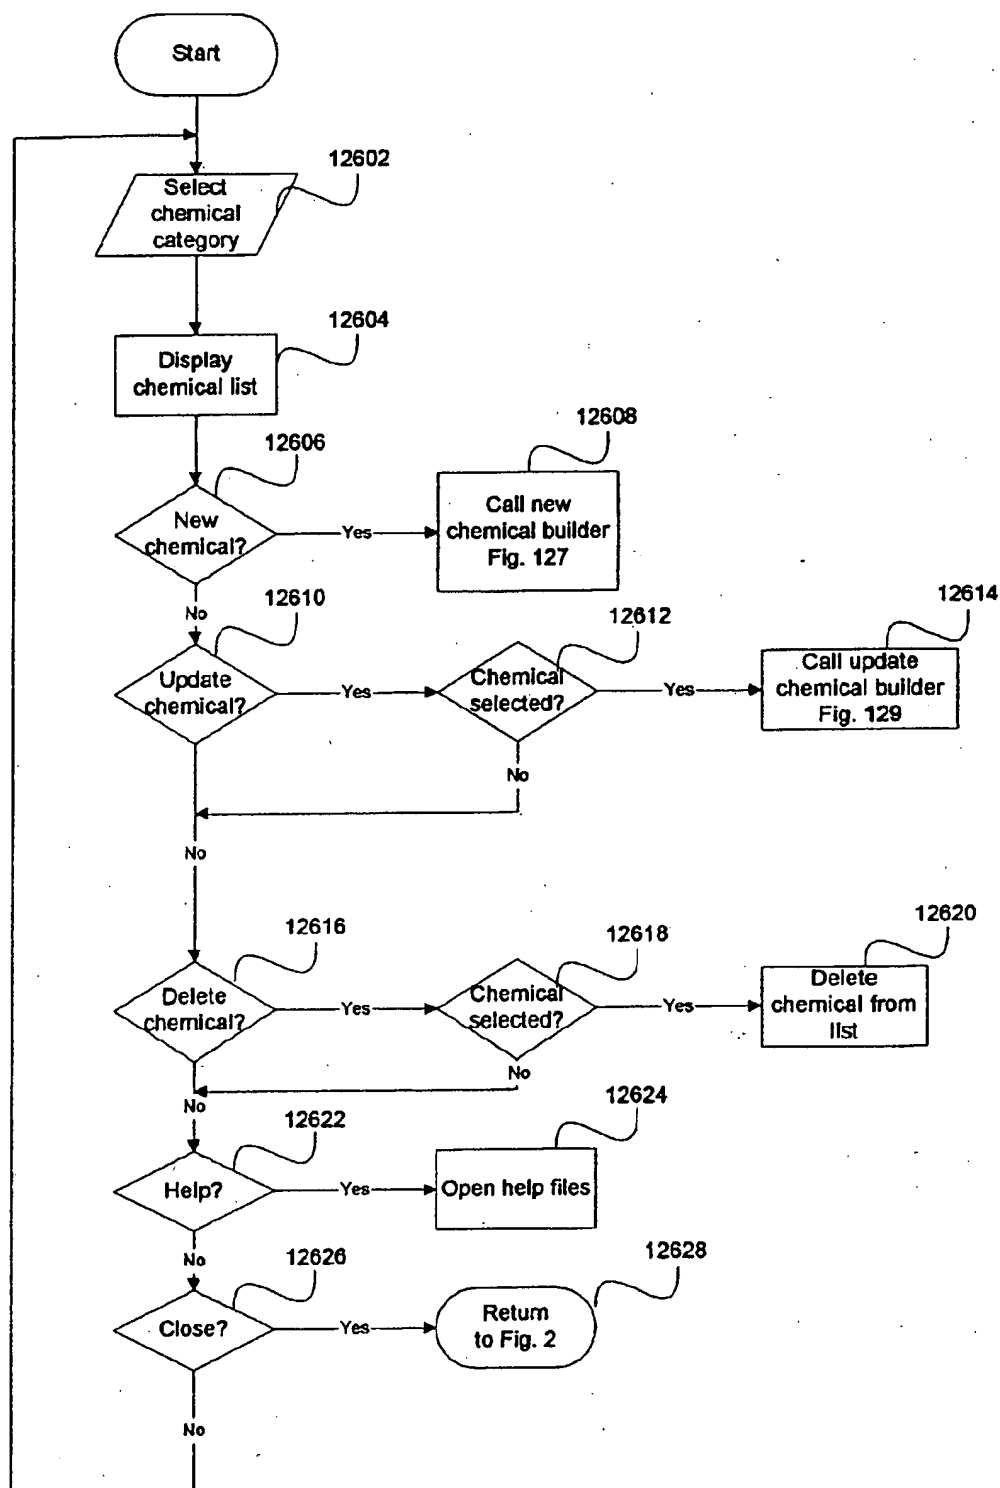 Start
12602
Select
chemical
category
12604
Display
chemical list
12606
12608
New
chemical?
Yes
Call new
chemical builder
Fig. 127
No
12610
12612
12614
Update
chemical?
Yes
Chemical
selected?
Yes
Call update
chemical builder
Fig. 129
No
No
12616
12618
12620
Delete
chemical?
Yes
Chemical
selected?
Yes
Delete
chemical from
list
No
No
12622
12624
Help?
Yes
Open help files
No
12626
12628
Close?
Yes
Return
to Fig. 2
No